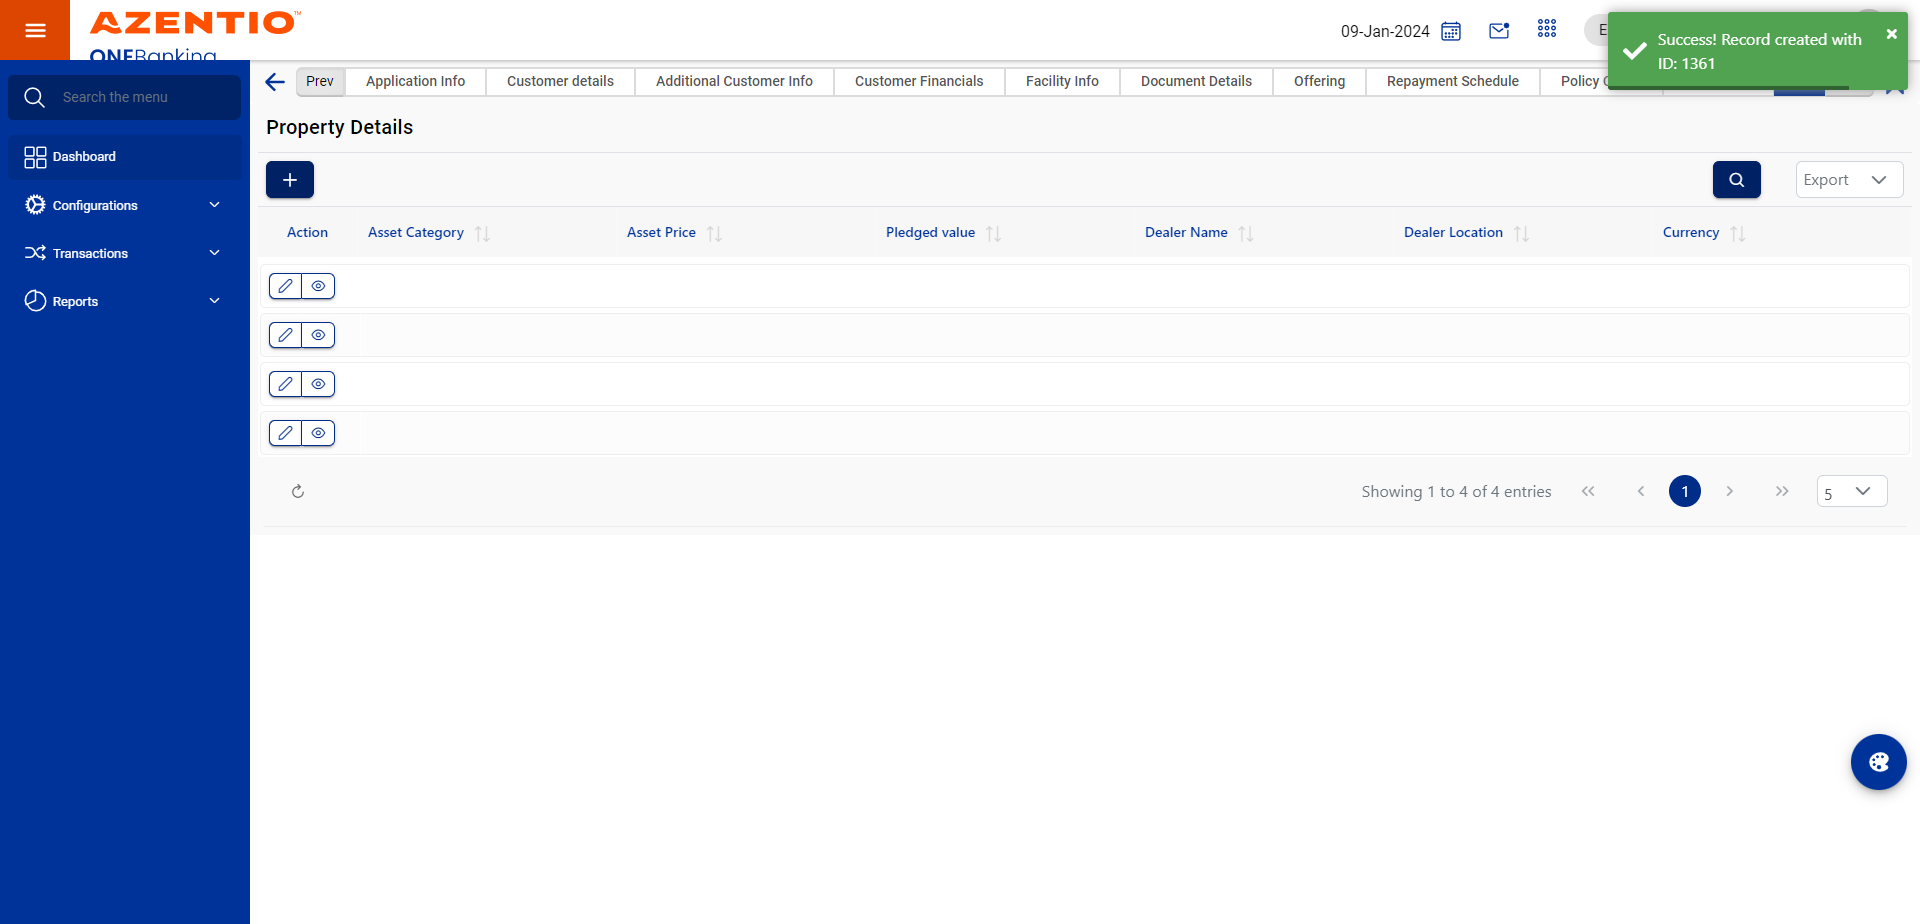 AZENTIO™
ONEBanking
09-Jan-2024
Success! Record created with
ID: 1361
Search the menu
Dashboard
Configurations
Transactions
Reports
Prev
Application Info
Customer details
Additional Customer Info
Customer Financials
Facility Info
Document Details
Offering
Repayment Schedule
Policy
Property Details
Export
Action
Asset Category
Asset Price
Pledged value
Dealer Name
Dealer Location
Currency
Showing 1 to 4 of 4 entries
1
5